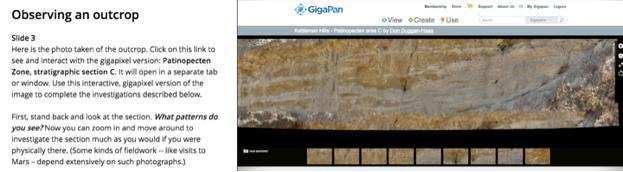 Observing an outcrop
Slide 3
Here is the photo taken of the outcrop. Click on this link to
see and interact with the gigapixel version: Patinopecten
Zone, stratigraphic section C. It will open in a separate tab
or window. Use this interactive, gigapixel version of the
image to complete the investigations described below.
First, stand back and look at the section. What patterns do
you see? Now you can zoom in and move around to
investigate the section much as you would if you were
physically there. (Some kinds of fieldwork -- like visits to
Mars – depend extensively on such photographs.)
GigaPan
Membership Store Support About Us My Gigapan Logout
View Create Use
Kettleman Hills - Patinopecten area C by Don Duggan-Haas